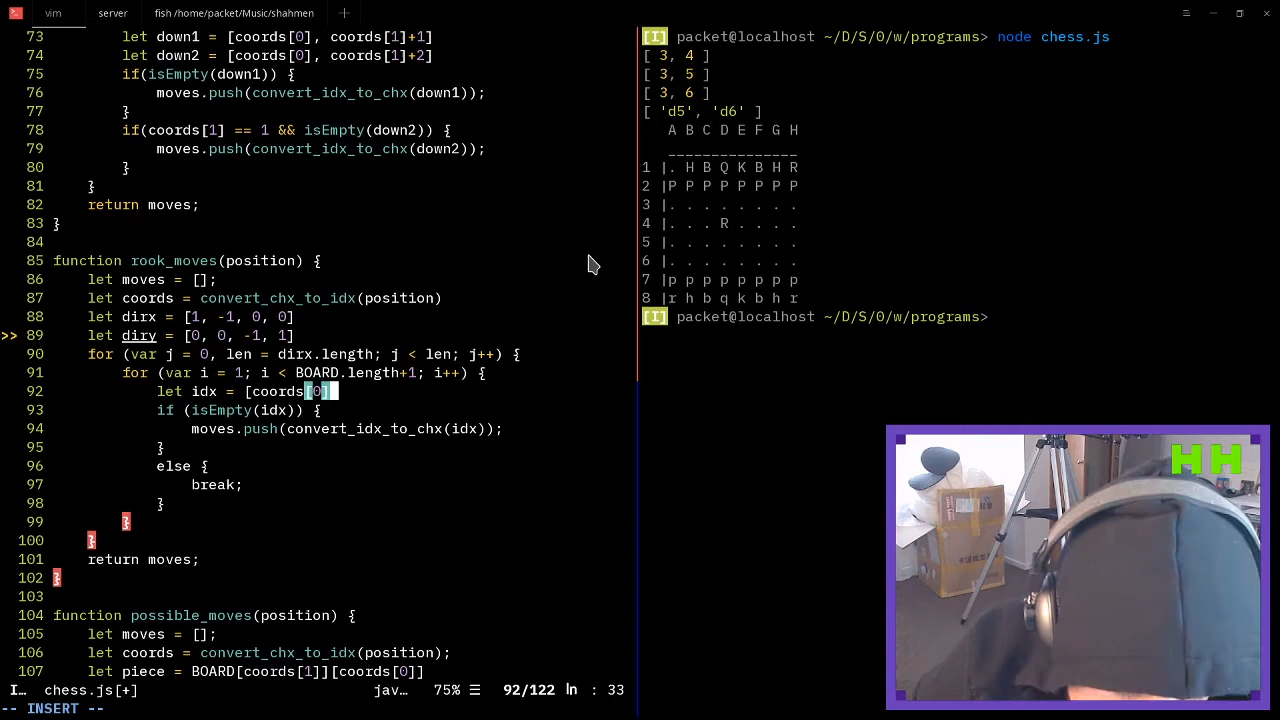 vim server fish /home/packet/Music/shahmen
73 let down1 = [coords[0], coords[1]+1]
74 let down2 = [coords[0], coords[1]+2]
75 if(isEmpty(down1)) {
76 moves.push(convert_idx_to_chx(down1));
77 }
78 if(coords[1] == 1 && isEmpty(down2)) {
79 moves.push(convert_idx_to_chx(down2));
80 }
81 }
82 return moves;
83 }
84
85 function rook_moves(position) {
86 let moves = [];
87 let coords = convert_chx_to_idx(position)
88 let dirx = [1, -1, 0, 0]
>> 89 let diry = [0, 0, -1, 1]
90 for (var j = 0, len = dirx.length; j < len; j++) {
91 for (var i = 1; i < BOARD.length+1; i++) {
92 let idx = [coords[0]
93 if (isEmpty(idx)) {
94 moves.push(convert_idx_to_chx(idx));
95 }
96 else {
97 break;
98 }
99 }
100 }
101 return moves;
102 }
103
104 function possible_moves(position) {
105 let moves = [];
106 let coords = convert_chx_to_idx(position);
107 let piece = BOARD[coords[1]][coords[0]]
I… chess.js[+] jav… 75% ☰ 92/122 ln : 33
-- INSERT --
[I] packet@localhost ~/D/S/0/w/programs> node chess.js
[ 3, 4 ]
[ 3, 5 ]
[ 3, 6 ]
[ 'd5', 'd6' ]
A B C D E F G H
_______________
1 |. H B Q K B H R
2 |P P P P P P P P
3 |. . . . . . . .
4 |. . . R . . . .
5 |. . . . . . . .
6 |. . . . . . . .
7 |p p p p p p p p
8 |r h b q k b h r
[I] packet@localhost ~/D/S/0/w/programs>
HH